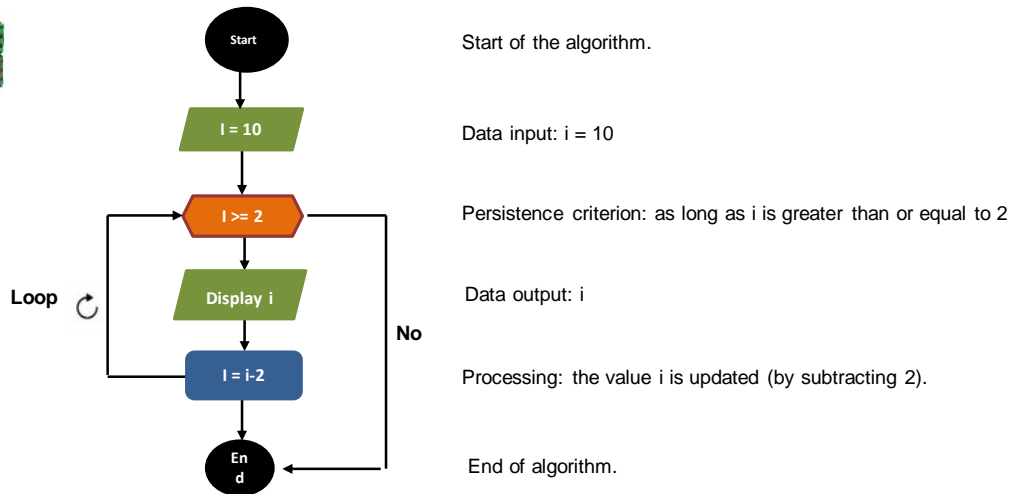 Start
Start of the algorithm.
I = 10
Data input: i = 10
I >= 2
Persistence criterion: as long as i is greater than or equal to 2
Loop
Display i
Data output: i
No
I = i-2
Processing: the value i is updated (by subtracting 2).
En
d
End of algorithm.